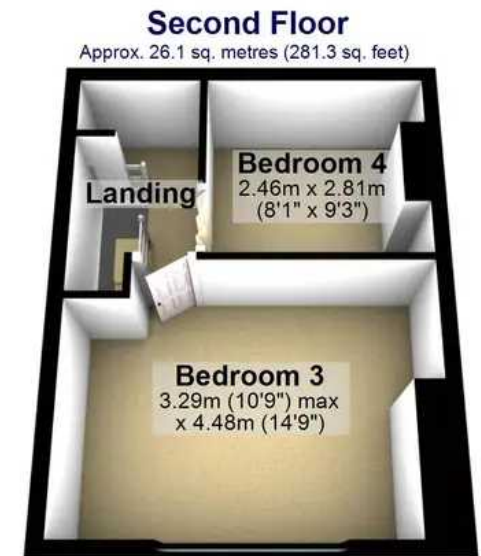 Second Floor
Approx. 26.1 sq. metres (281.3 sq. feet)
Bedroom 4
2.46m x 2.81m
(8'1" x 9'3")
Landing
Bedroom 3
3.29m (10'9") max
x 4.48m (14'9")